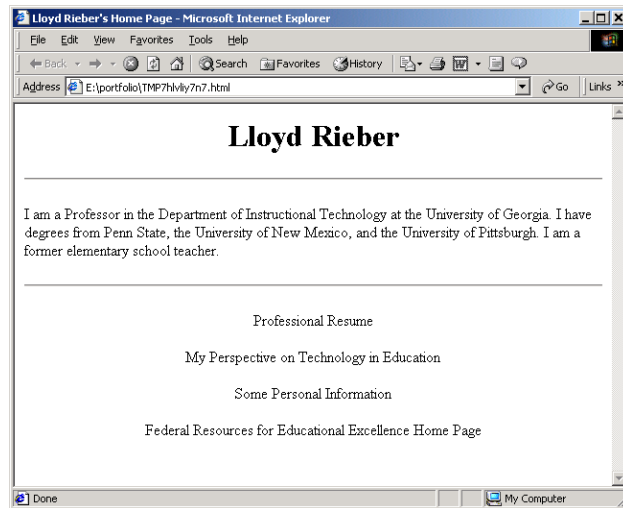 Lloyd Rieber's Home Page - Microsoft Internet Explorer
File Edit View Favorites Tools Help
Back Search Favorites History
Address E:\portfolio\TMP7hlvliy7n7.html Go Links »
Lloyd Rieber
I am a Professor in the Department of Instructional Technology at the University of Georgia. I have
degrees from Penn State, the University of New Mexico, and the University of Pittsburgh. I am a
former elementary school teacher.
Professional Resume
My Perspective on Technology in Education
Some Personal Information
Federal Resources for Educational Excellence Home Page
Done My Computer